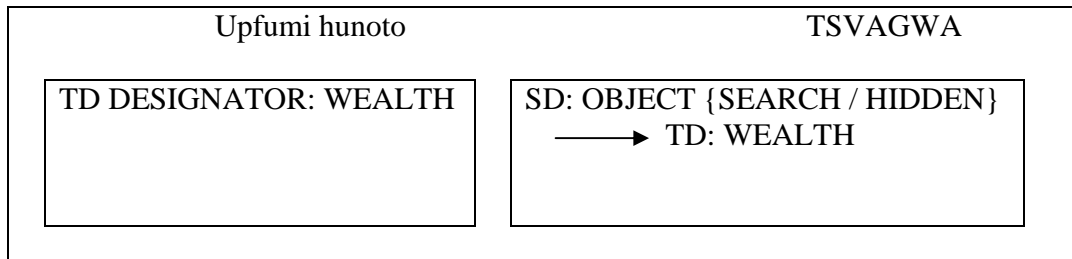 Upfumi hunoto TSVAGWA
TD DESIGNATOR: WEALTH
SD: OBJECT {SEARCH / HIDDEN}
TD: WEALTH